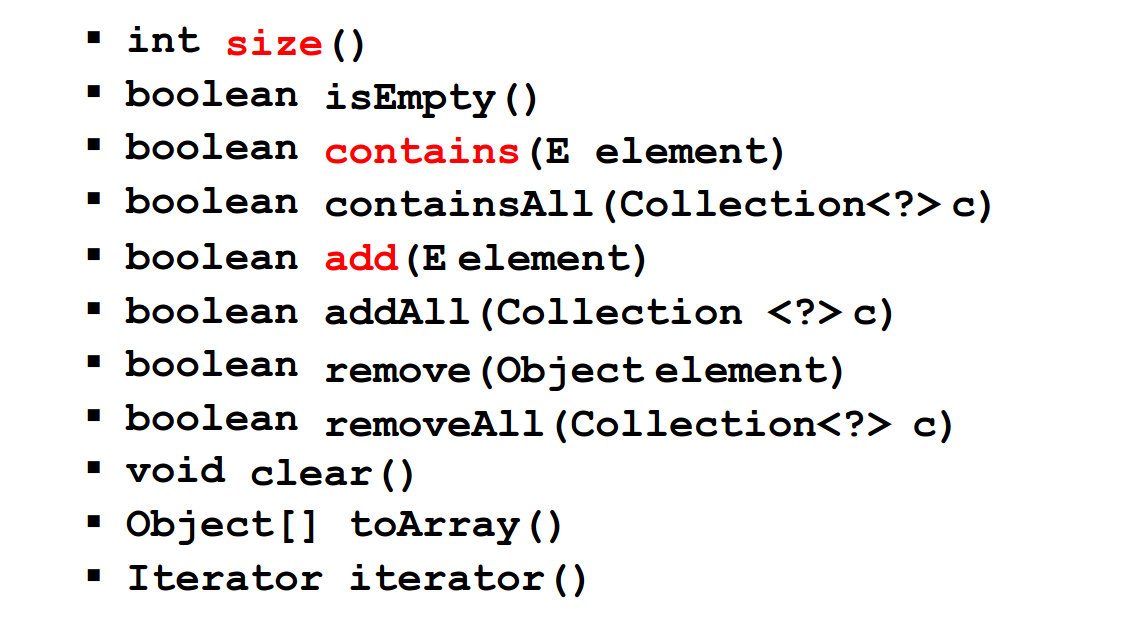 ▪ int size()
▪ boolean isEmpty()
▪ boolean contains(E element)
▪ boolean containsAll(Collection<?> c)
▪ boolean add(E element)
▪ boolean addAll(Collection <?> c)
▪ boolean remove(Object element)
▪ boolean removeAll(Collection<?> c)
▪ void clear()
▪ Object[] toArray()
▪ Iterator iterator()